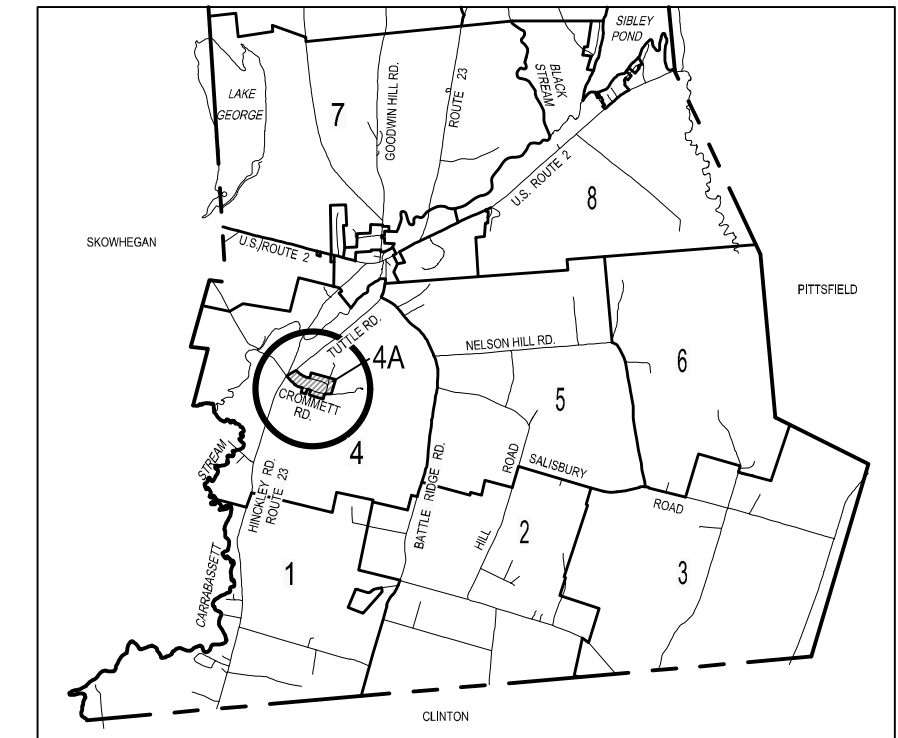 SIBLEY
POND
LAKE
GEORGE
7
GOODWIN HILL RD.
ROUTE 23
BLACK
STREAM
U.S. ROUTE 2
8
SKOWHEGAN
U.S. ROUTE 2
PITTSFIELD
TUTTLE RD.
4A
NELSON HILL RD.
6
CROMMETT
RD.
5
4
STREAM
HINCKLEY RD.
ROUTE 23
BATTLE RIDGE RD.
ROAD
SALISBURY
ROAD
HILL
2
1
3
CARRABASSETT
CLINTON